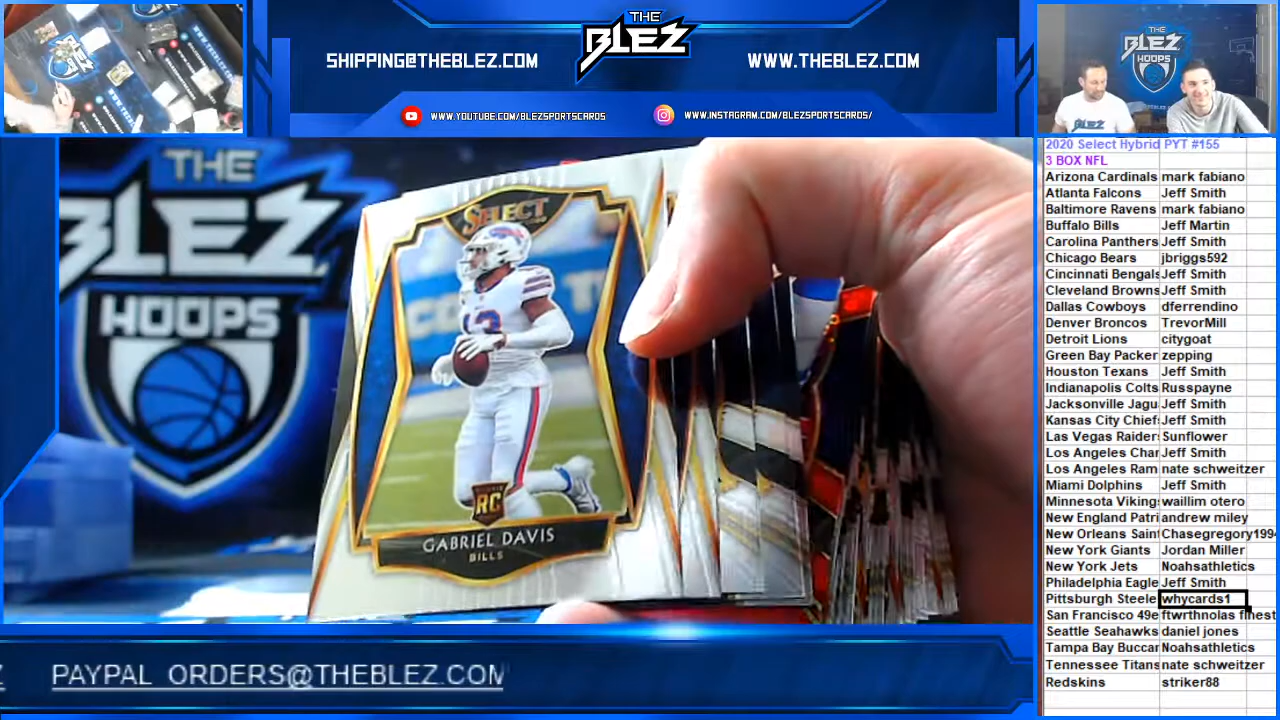 SHIPPING@THEBLEZ.COM
THE
BLEZ
WWW.THEBLEZ.COM
WWW.YOUTUBE.COM/BLEZSPORTSCARDS
WWW.INSTAGRAM.COM/BLEZSPORTSCARDS/
THE
BLEZ
HOOPS
BLEZ
THE
BLEZ
HOOPS
SELECT
RC
GABRIEL DAVIS
BILLS
2020 Select Hybrid PYT #155
3 BOX NFL
Arizona Cardinals mark fabiano
Atlanta Falcons Jeff Smith
Baltimore Ravens mark fabiano
Buffalo Bills Jeff Martin
Carolina Panthers Jeff Smith
Chicago Bears jbriggs592
Cincinnati Bengals Jeff Smith
Cleveland Browns Jeff Smith
Dallas Cowboys dferrendino
Denver Broncos TrevorMill
Detroit Lions citygoat
Green Bay Packer zepping
Houston Texans Jeff Smith
Indianapolis Colts Russpayne
Jacksonville Jagu Jeff Smith
Kansas City Chief Jeff Smith
Las Vegas Raider Sunflower
Los Angeles Char Jeff Smith
Los Angeles Ram nate schweitzer
Miami Dolphins Jeff Smith
Minnesota Viking waillim otero
New England Patri andrew miley
New Orleans Saint Chasegregory1994
New York Giants Jordan Miller
New York Jets Noahsathletics
Philadelphia Eagle Jeff Smith
Pittsburgh Steele whycards1
San Francisco 49e ftwrthnolas finest
Seattle Seahawks daniel jones
Tampa Bay Buccar Noahsathletics
Tennessee Titans nate schweitzer
Redskins striker88
Z PAYPAL ORDERS@THEBLEZ.COM